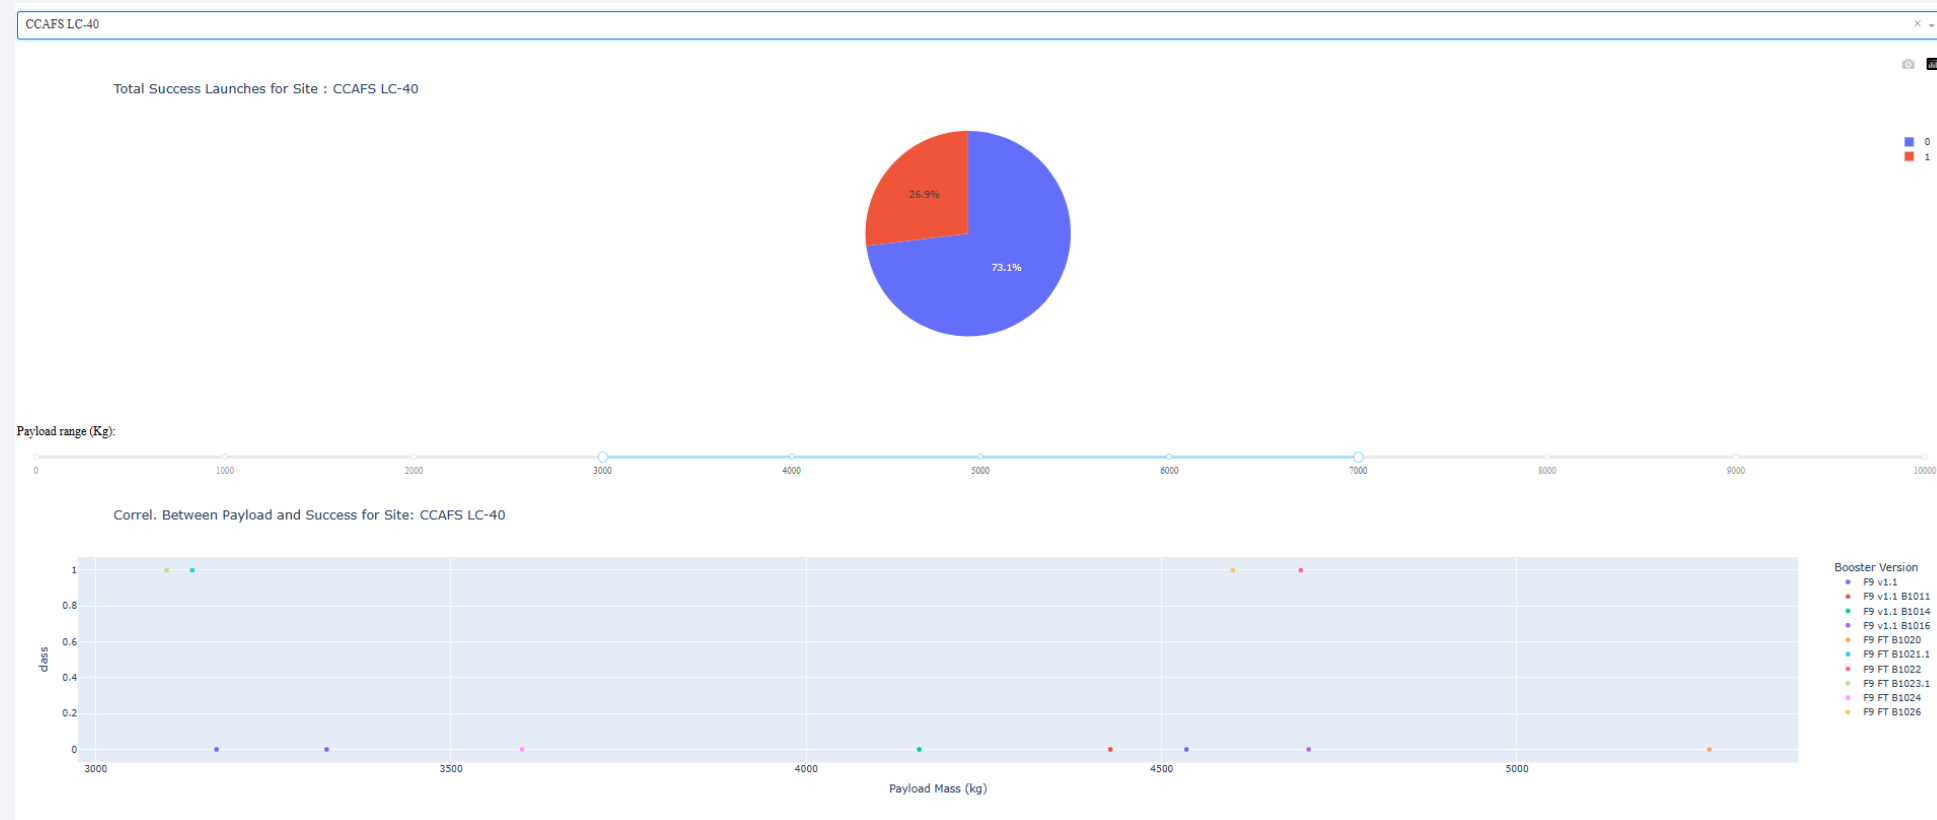 CCAFS LC-40
Total Success Launches for Site : CCAFS LC-40
0
1
26.9%
73.1%
Payload range (Kg):
0 1000 2000 3000 4000 5000 6000 7000 8000 9000 10000
Correl. Between Payload and Success for Site: CCAFS LC-40
class
1
0.8
0.6
0.4
0.2
0
3000 3500 4000 4500 5000
Payload Mass (kg)
Booster Version
F9 v1.1
F9 v1.1 B1011
F9 v1.1 B1014
F9 v1.1 B1016
F9 FT B1020
F9 FT B1021.1
F9 FT B1022
F9 FT B1023.1
F9 FT B1024
F9 FT B1026